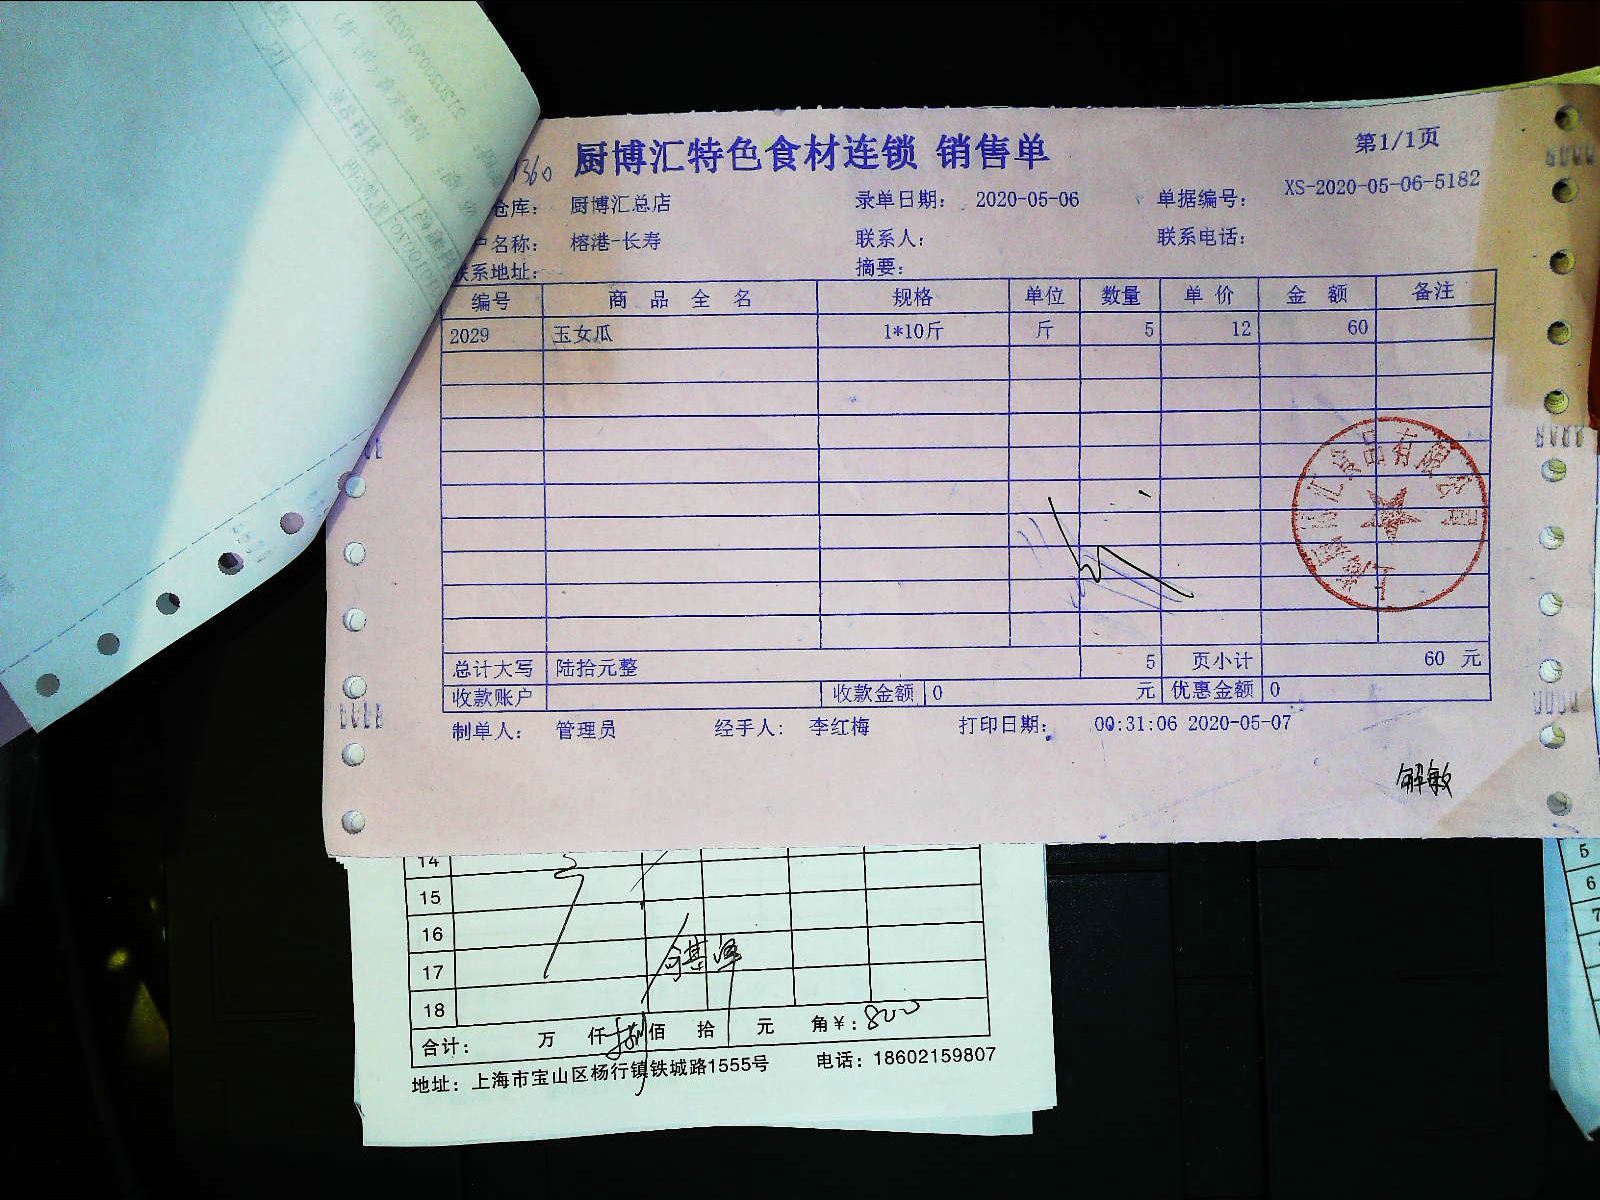 1360
厨博汇特色食材连锁 销售单
第1/1页
仓库： 厨博汇总店 录单日期： 2020-05-06 单据编号： XS-2020-05-06-5182
户名称： 榕港-长寿 联系人： 联系电话：
联系地址： 摘要：
编号 商品全名 规格 单位 数量 单价 金额 备注
2029 玉女瓜 1*10斤 斤 5 12 60
总计大写 陆拾元整 5 页小计 60 元
收款账户 收款金额 0 元 优惠金额 0
制单人： 管理员 经手人： 李红梅 打印日期： 00:31:06 2020-05-07
解敏
14
15
16
17
18
合计： 万 仟 捌佰 拾 元 角¥：800
地址：上海市宝山区杨行镇铁城路1555号 电话：18602159807
5
6
7